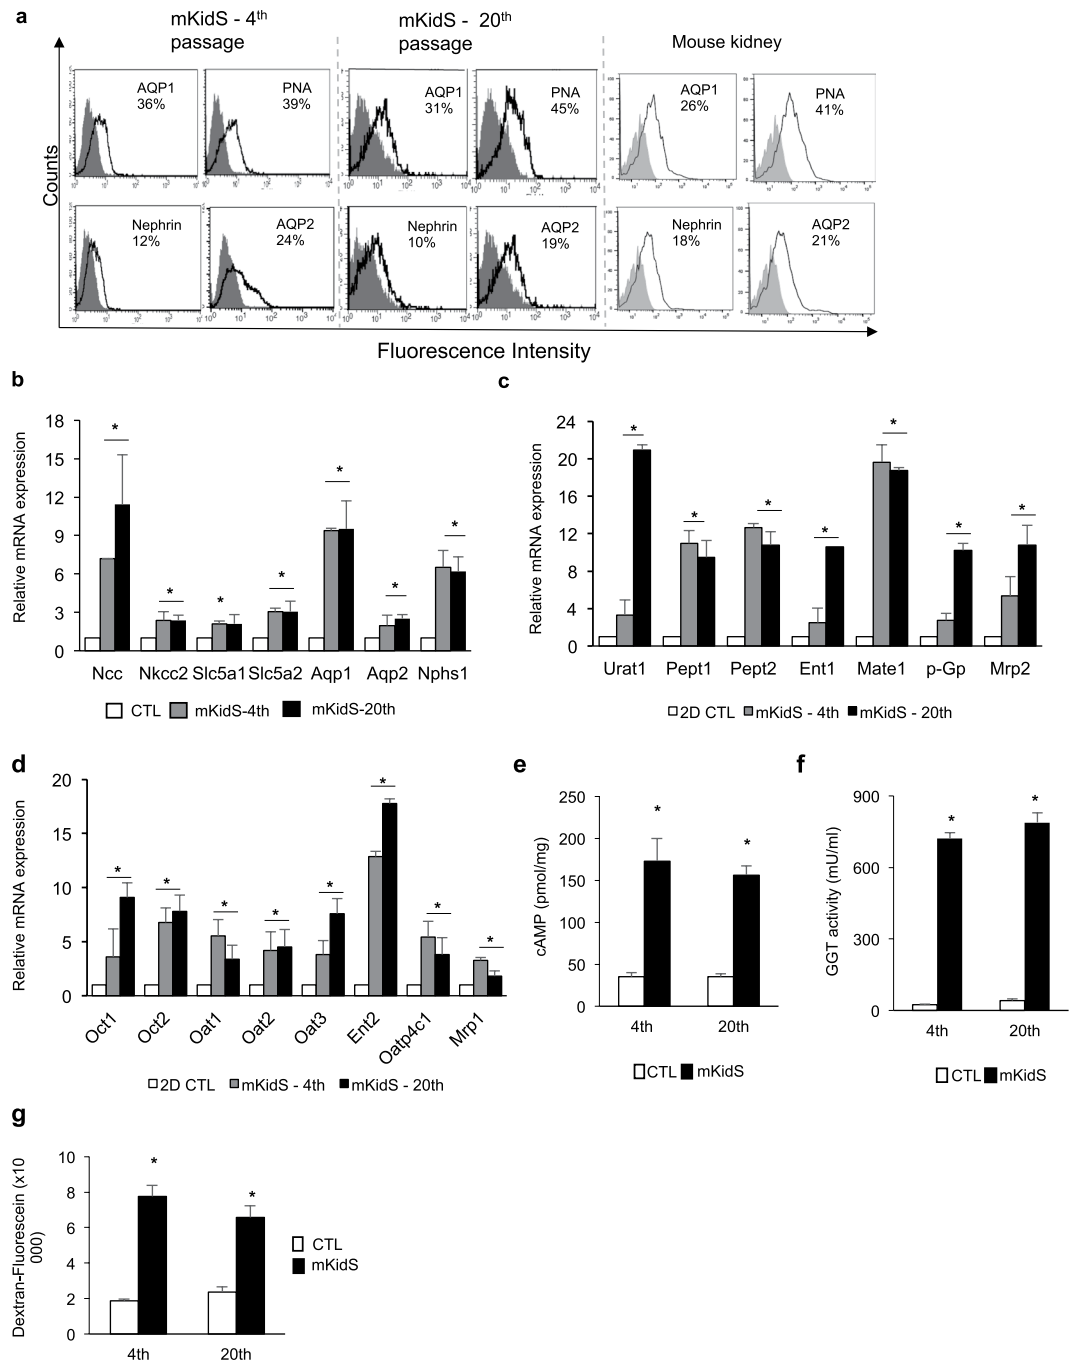 a
mKidS - 4th
passage
mKidS - 20th
passage
Mouse kidney
AQP1
36%
PNA
39%
AQP1
31%
PNA
45%
AQP1
26%
PNA
41%
Nephrin
12%
AQP2
24%
Nephrin
10%
AQP2
19%
Nephrin
18%
AQP2
21%
Counts
Fluorescence Intensity
b
Relative mRNA expression
18
15
12
9
6
3
0
* * * * * * *
Ncc Nkcc2 Slc5a1 Slc5a2 Aqp1 Aqp2 Nphs1
CTL mKidS-4th mKidS-20th
c
Relative mRNA expression
24
20
16
12
8
4
0
* * * * * * *
Urat1 Pept1 Pept2 Ent1 Mate1 p-Gp Mrp2
2D CTL mKidS - 4th mKidS - 20th
d
Relative mRNA expression
20
15
10
5
0
* * * * * * * *
Oct1 Oct2 Oat1 Oat2 Oat3 Ent2 Oatp4c1 Mrp1
2D CTL mKidS - 4th mKidS - 20th
e
cAMP (pmol/mg)
250
200
150
100
50
0
* *
4th 20th
CTL mKidS
f
GGT activity (mU/ml)
900
600
300
0
* *
4th 20th
CTL mKidS
g
Dextran-Fluorescein (x10
000)
10
8
6
4
2
0
* *
4th 20th
CTL
mKidS